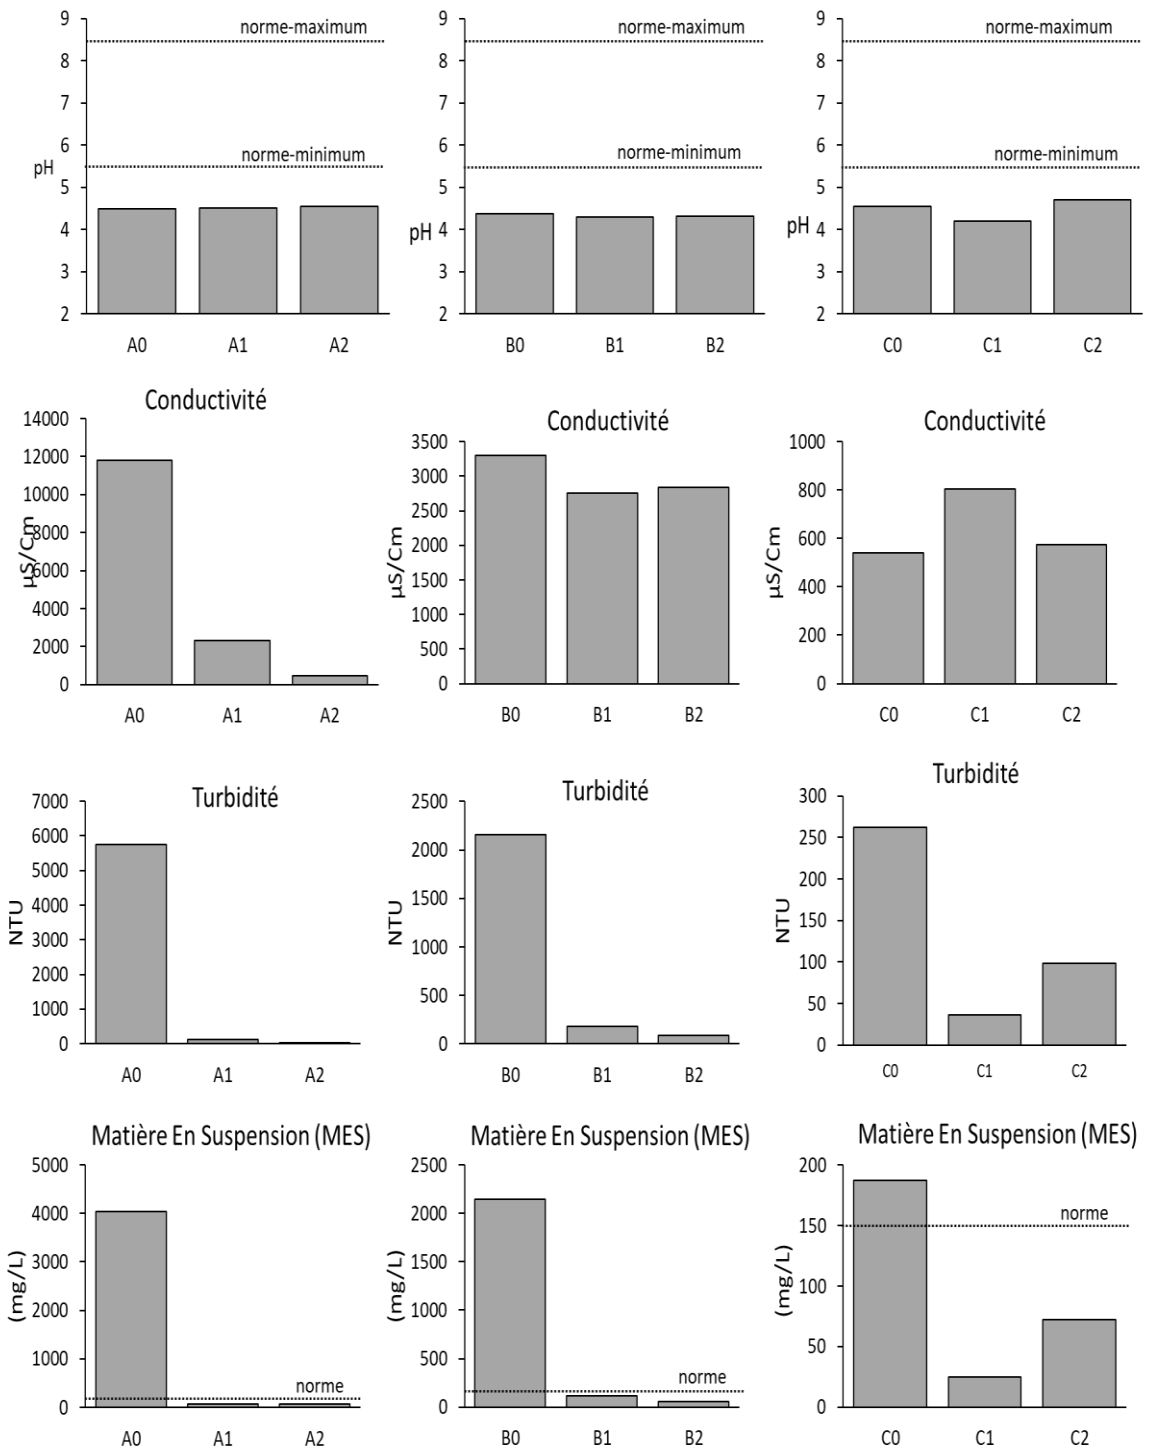 9
8
7
6
5
4
3
2
pH
norme-maximum
norme-minimum
A0 A1 A2
9
8
7
6
5
4
3
2
pH
norme-maximum
norme-minimum
B0 B1 B2
9
8
7
6
5
4
3
2
pH
norme-maximum
norme-minimum
C0 C1 C2
Conductivité
14000
12000
10000
8000
6000
4000
2000
0
µS/Cm
A0 A1 A2
Conductivité
3500
3000
2500
2000
1500
1000
500
0
µS/Cm
B0 B1 B2
Conductivité
1000
800
600
400
200
0
µS/Cm
C0 C1 C2
Turbidité
7000
6000
5000
4000
3000
2000
1000
0
NTU
A0 A1 A2
Turbidité
2500
2000
1500
1000
500
0
NTU
B0 B1 B2
Turbidité
300
250
200
150
100
50
0
NTU
C0 C1 C2
Matière En Suspension (MES)
5000
4000
3000
2000
1000
0
(mg/L)
norme
A0 A1 A2
Matière En Suspension (MES)
2500
2000
1500
1000
500
0
(mg/L)
norme
B0 B1 B2
Matière En Suspension (MES)
200
150
100
50
0
(mg/L)
norme
C0 C1 C2